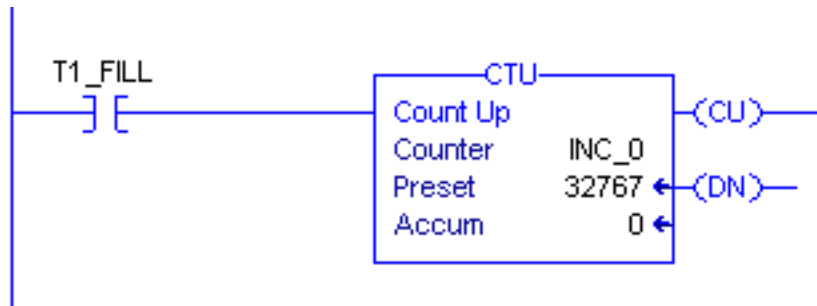 T1_FILL
CTU
Count Up
CU
Counter INC_0
Preset 32767
DN
Accum 0